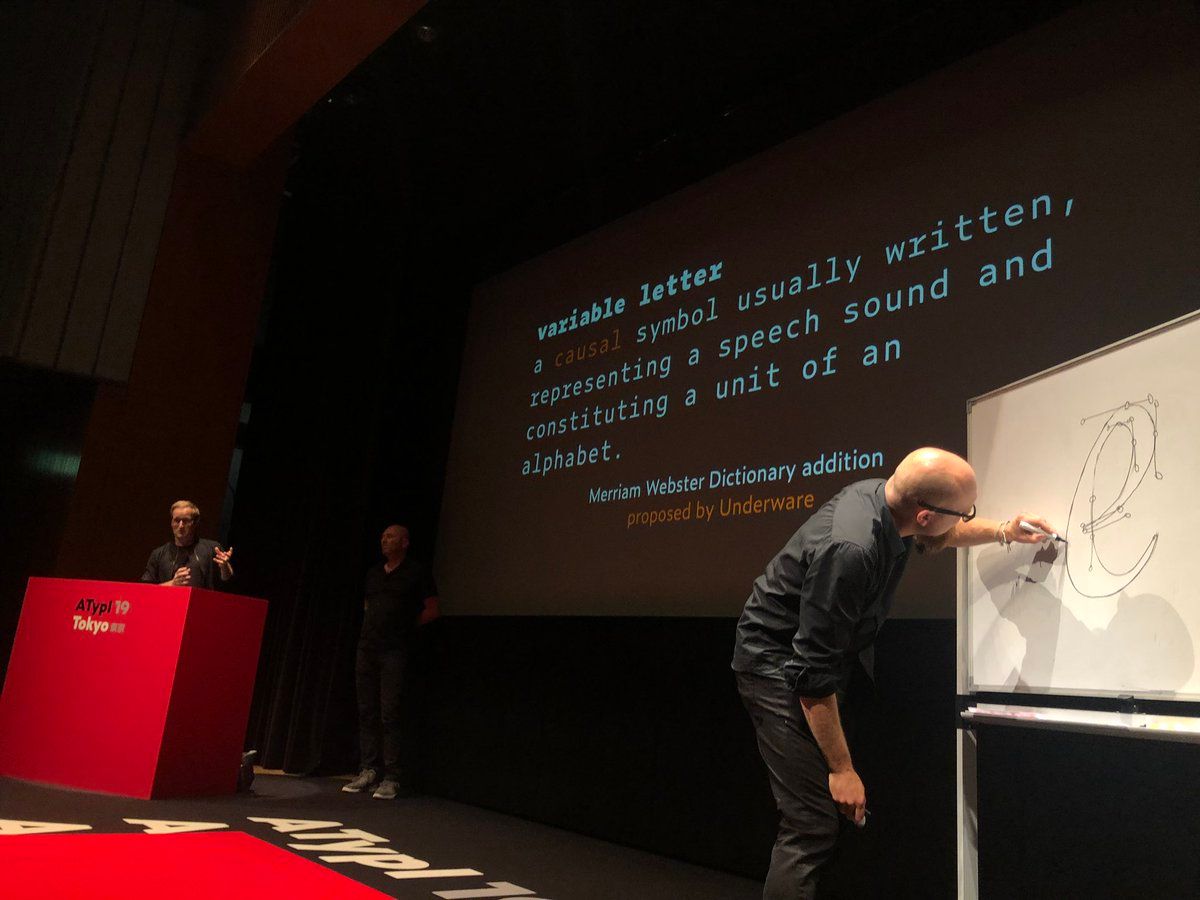 variable letter
a causal symbol usually written,
representing a speech sound and
constituting a unit of an
alphabet.
Merriam Webster Dictionary addition
proposed by Underware
ATypI 19
Tokyo 東京
e
A
A
ATypI 19